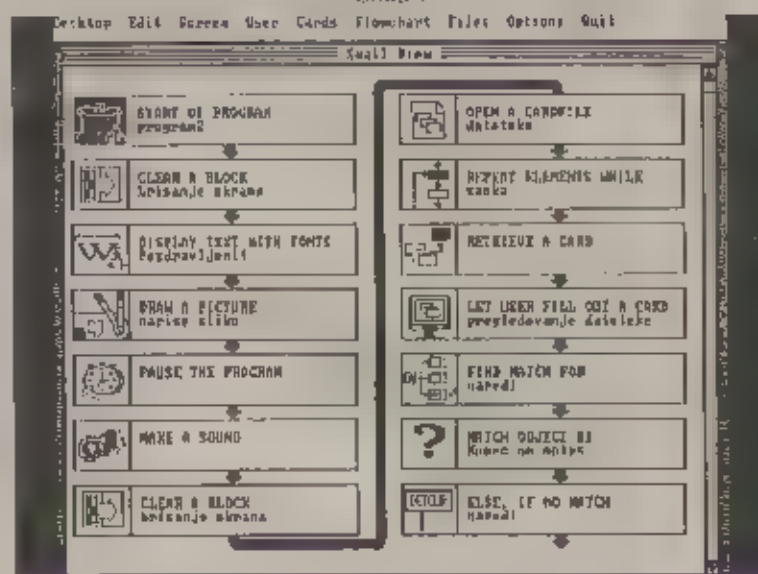 Desktop Edit Screen User Cards Flowchart Files Options Quit
Small View
START OF PROGRAM
program2
CLEAR A BLOCK
brisanje ekrana
DISPLAY TEXT WITH FONTS
Pozdravljeni!
DRAW A PICTURE
narise sliko
PAUSE THE PROGRAM
MAKE A SOUND
CLEAR A BLOCK
brisanje ekrana
OPEN A CARDFILE
datoteke
REPEAT ELEMENTS WHILE
zanka
RETRIEVE A CARD
LET USER FILL OUT A CARD
pregledovanje datoteke
FIND MATCH FOR
naredi
?
MATCH OBJECT
ELSE, IF NO MATCH
naredi